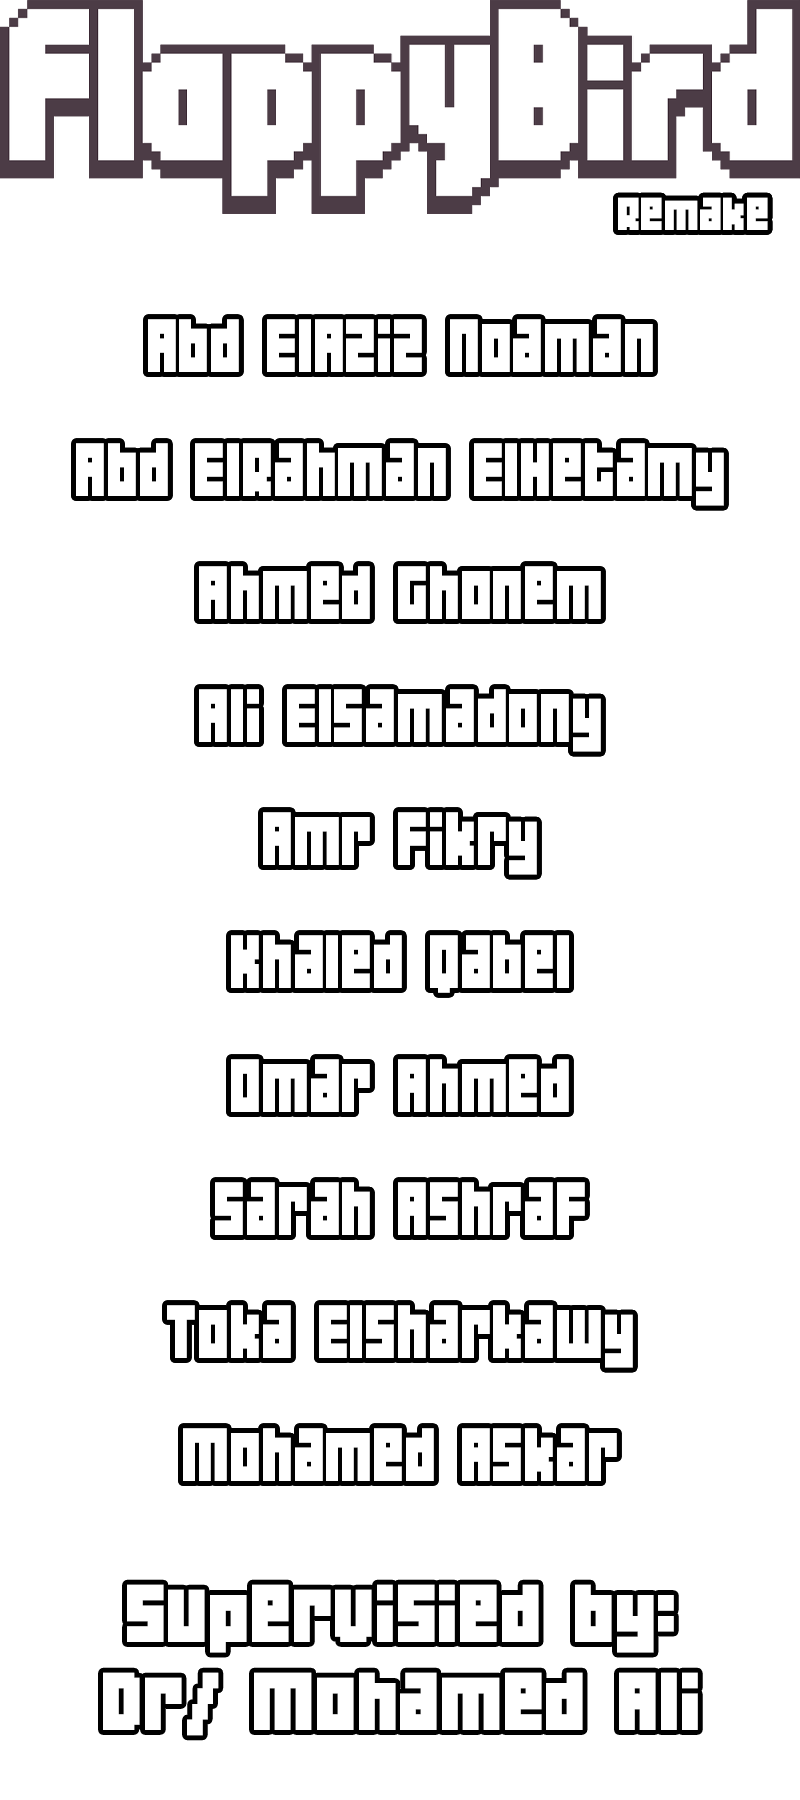 FlappyBird
Remake
Abd ElAziz Noaman
Abd ElRahman ElHetamy
Ahmed Ghonem
Ali ElSamadony
Amr Fikry
Khaled Qabel
Omar Ahmed
Sarah Ashraf
Toka Elsharkawy
Mohamed Askar
Supervisied by:
Dr/ Mohamed Ali